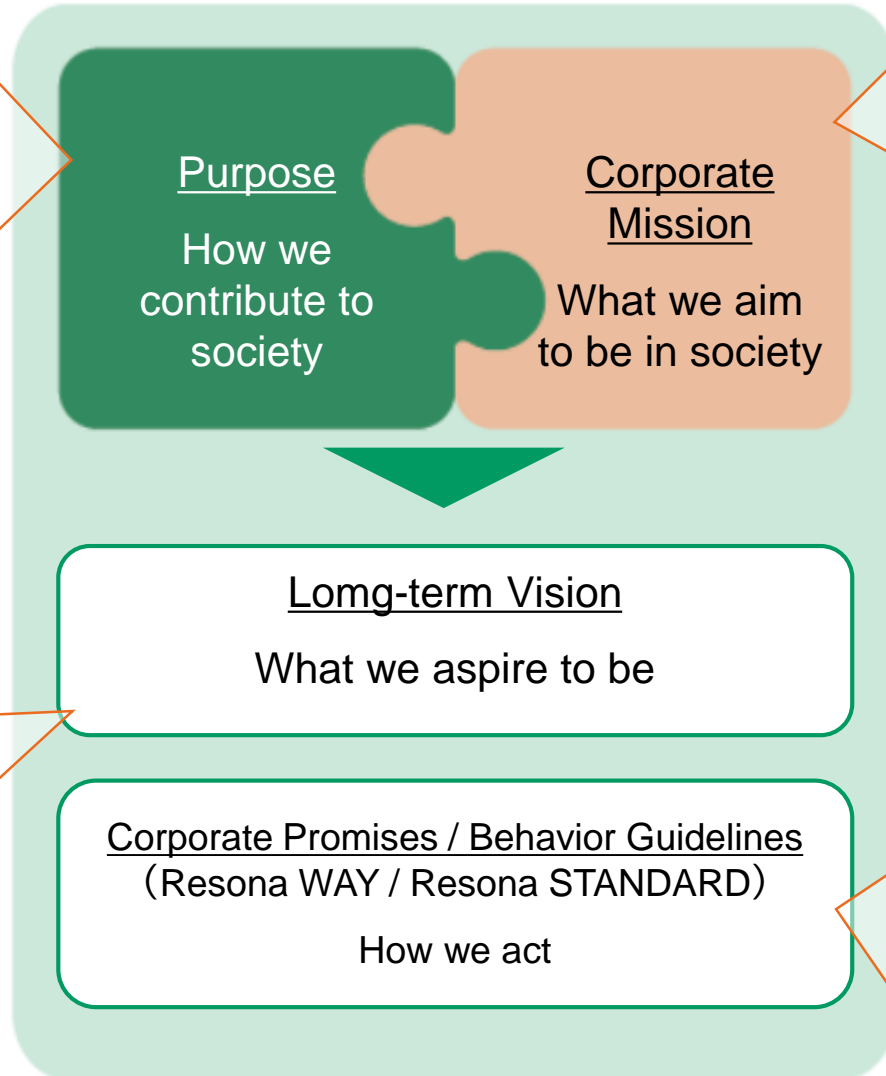 Purpose
How we
contribute to
society
Corporate
Mission
What we aim
to be in society
Lomg-term Vision
What we aspire to be
Corporate Promises / Behavior Guidelines
（Resona WAY / Resona STANDARD）
How we act